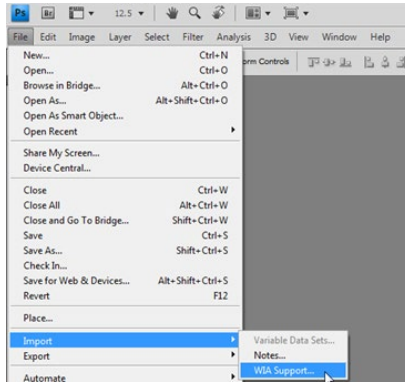 Ps Br 12.5
File Edit Image Layer Select Filter Analysis 3D View Window Help
New... Ctrl+N
Open... Ctrl+O
Browse in Bridge... Alt+Ctrl+O
Open As... Alt+Shift+Ctrl+O
Open As Smart Object...
Open Recent
Share My Screen...
Device Central...
Close Ctrl+W
Close All Alt+Ctrl+W
Close and Go To Bridge... Shift+Ctrl+W
Save Ctrl+S
Save As... Shift+Ctrl+S
Check In...
Save for Web & Devices... Alt+Shift+Ctrl+S
Revert F12
Place...
Import
Export
Automate
orm Controls
Variable Data Sets...
Notes...
WIA Support...